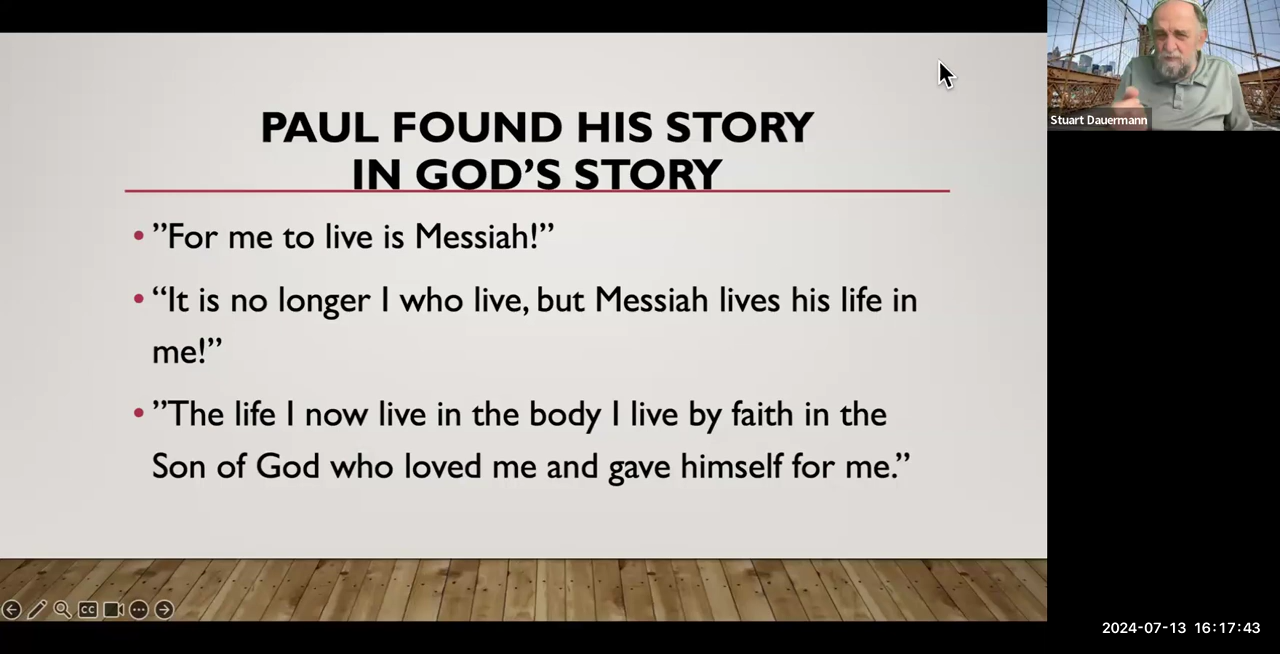 PAUL FOUND HIS STORY
IN GOD’S STORY
• ”For me to live is Messiah!”
• “It is no longer I who live, but Messiah lives his life in
me!”
• ”The life I now live in the body I live by faith in the
Son of God who loved me and gave himself for me.”
Stuart Dauermann
CC
2024-07-13 16:17:43